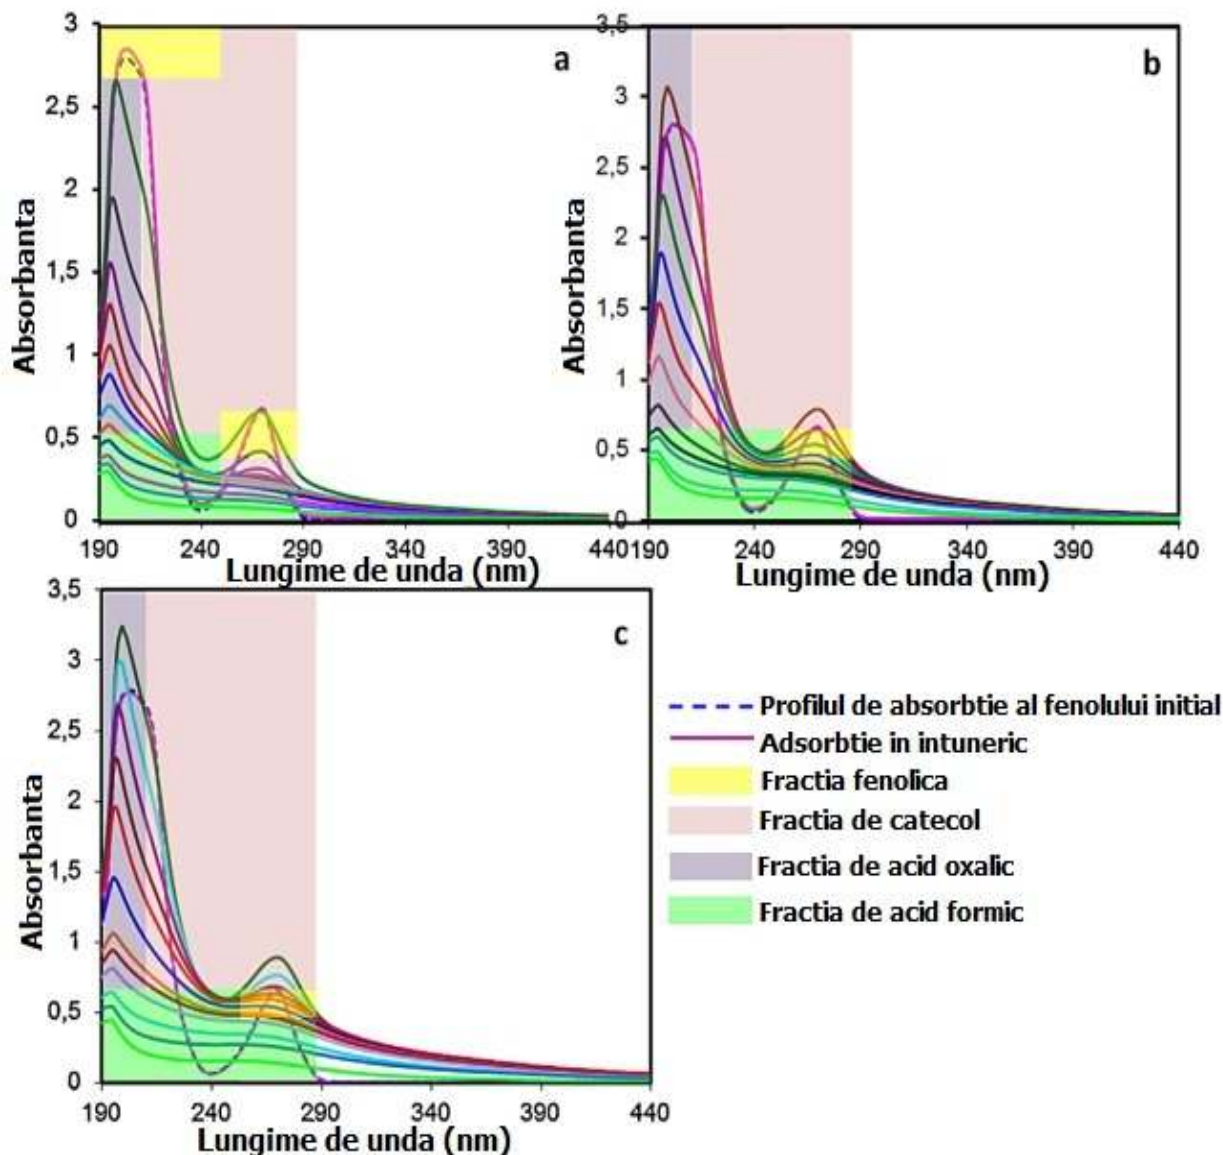 a
3
2,5
2
1,5
1
0,5
0
190 240 290 340 390 440
Absorbanta
Lungime de unda (nm)
b
3,5
3
2,5
2
1,5
1
0,5
0
190 240 290 340 390 440
Absorbanta
Lungime de unda (nm)
c
3,5
3
2,5
2
1,5
1
0,5
0
190 240 290 340 390 440
Absorbanta
Lungime de unda (nm)
Profilul de absorbtie al fenolului initial
Adsorbtie in intuneric
Fractia fenolica
Fractia de catecol
Fractia de acid oxalic
Fractia de acid formic